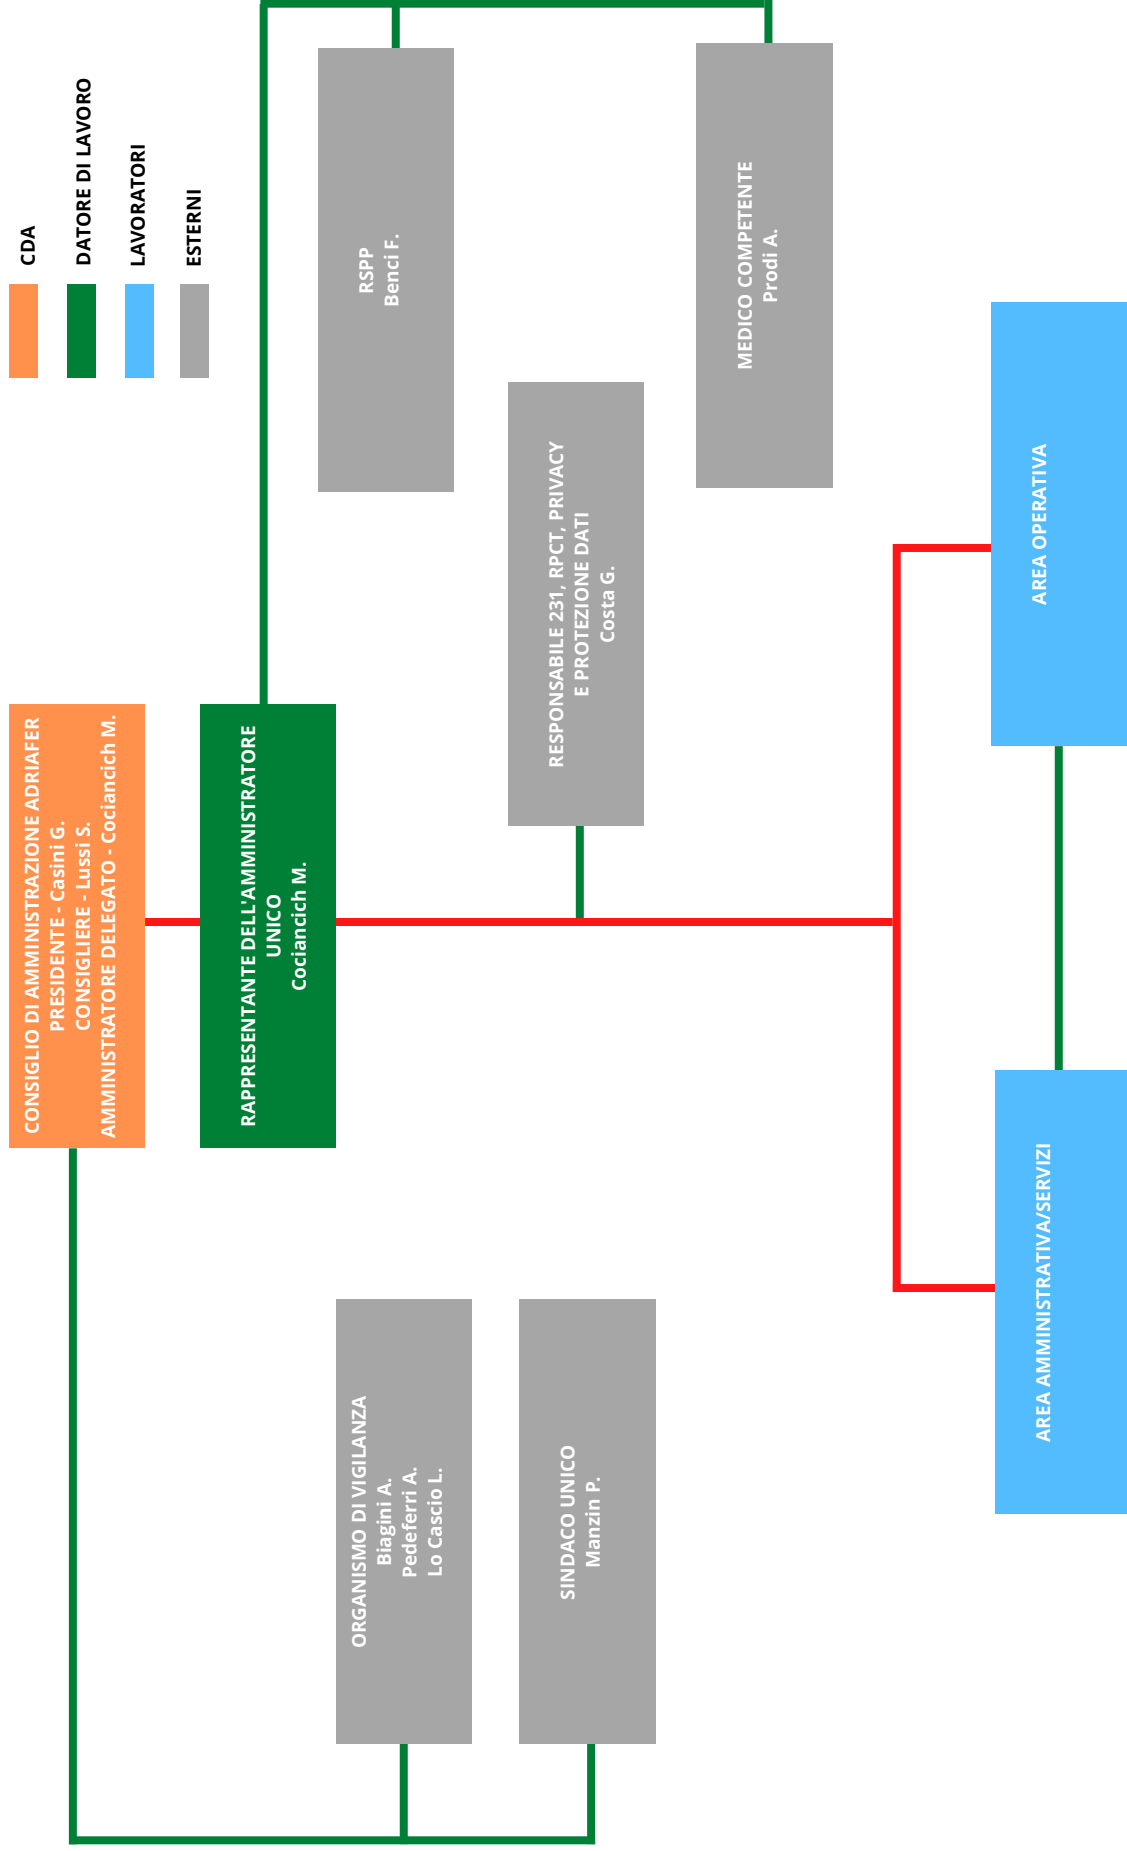 CONSIGLIO DI AMMINISTRAZIONE ADRIAFER
PRESIDENTE - Casini G.
CONSIGLIERE - Lussi S.
AMMINISTRATORE DELEGATO - Cociancich M.
CDA
DATORE DI LAVORO
LAVORATORI
ESTERNI
RAPPRESENTANTE DELL'AMMINISTRATORE
UNICO
Cociancich M.
ORGANISMO DI VIGILANZA
Biagini A.
Pedeferri A.
Lo Cascio L.
RSPP
Benci F.
SINDACO UNICO
Manzin P.
RESPONSABILE 231, RPCT, PRIVACY
E PROTEZIONE DATI
Costa G.
MEDICO COMPETENTE
Prodi A.
AREA AMMINISTRATIVA/SERVIZI
AREA OPERATIVA